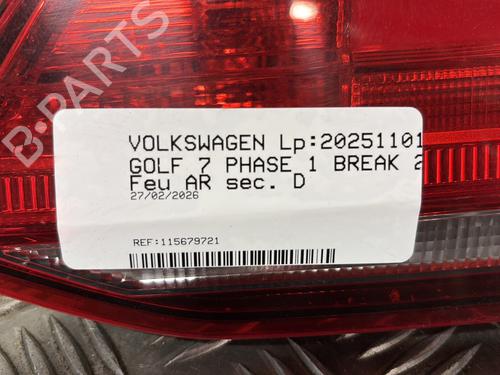 B-PARTS
VOLKSWAGEN Lp:20251101
GOLF 7 PHASE 1 BREAK 2
Feu AR sec. D
27/02/2026
REF:115679721